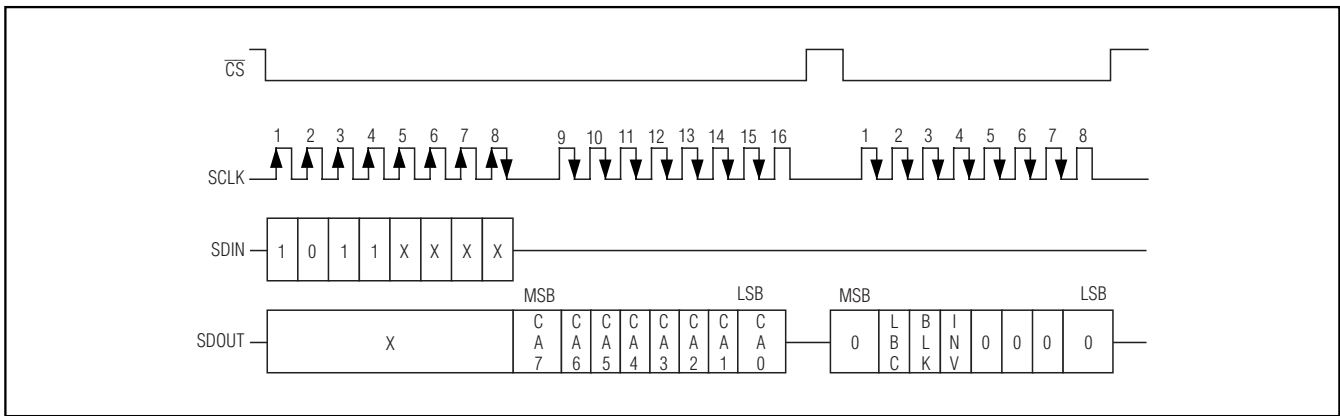 CS
1 2 3 4 5 6 7 8 9 10 11 12 13 14 15 16 1 2 3 4 5 6 7 8
SCLK
SDIN 1 0 1 1 X X X X
MSB LSB MSB LSB
SDOUT X CA7 CA6 CA5 CA4 CA3 CA2 CA1 CA0 0 LBC BLK INV 0 0 0 0